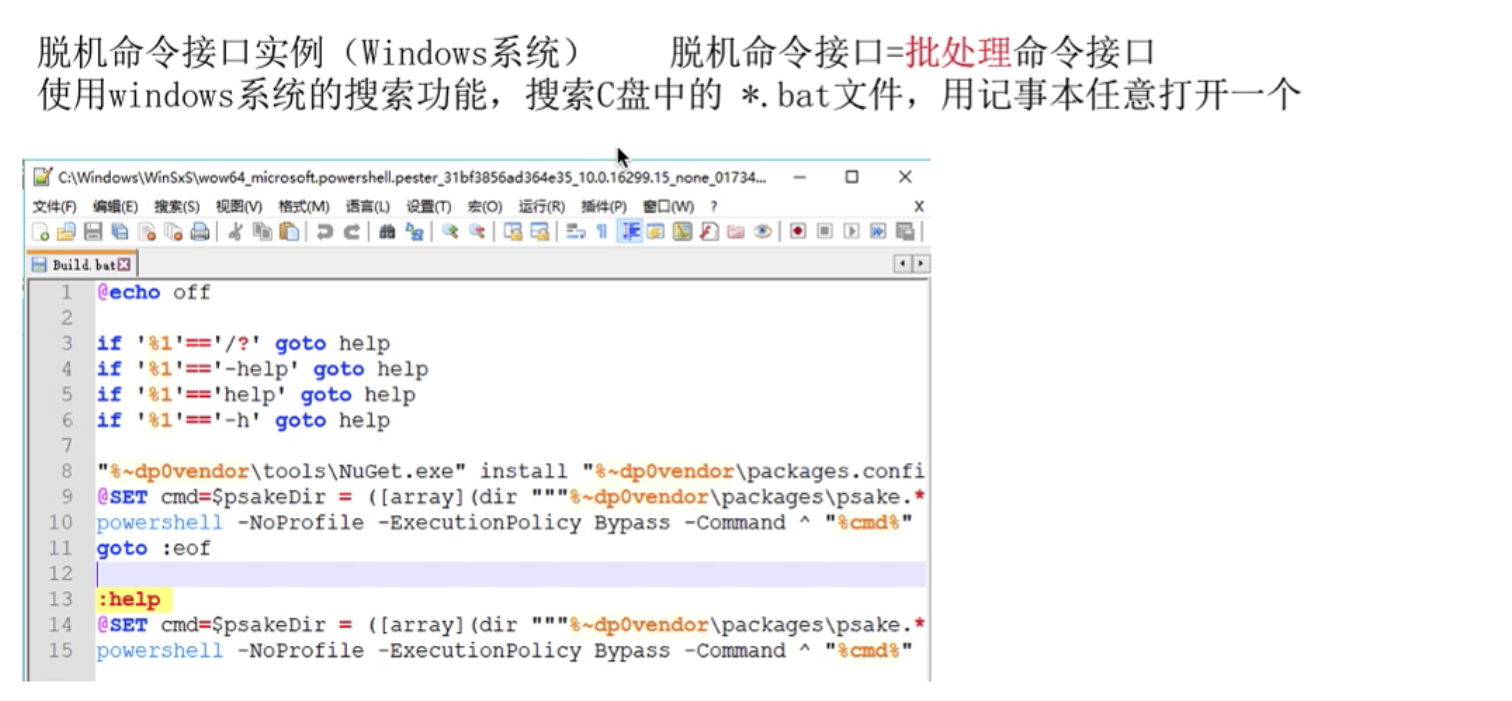 脱机命令接口实例（Windows系统） 脱机命令接口=批处理命令接口
使用windows系统的搜索功能，搜索C盘中的 *.bat文件，用记事本任意打开一个
C:\Windows\WinSxS\wow64_microsoft.powershell.pester_31bf3856ad364e35_10.0.16299.15_none_01734...
文件(F) 编辑(E) 搜索(S) 视图(V) 格式(M) 语言(L) 设置(T) 宏(O) 运行(R) 插件(P) 窗口(W) ? X
Build.bat
1 @echo off
2
3 if '%1'=='/?' goto help
4 if '%1'=='-help' goto help
5 if '%1'=='help' goto help
6 if '%1'=='-h' goto help
7
8 "%~dp0vendor\tools\NuGet.exe" install "%~dp0vendor\packages.confi
9 @SET cmd=$psakeDir = ([array](dir """%~dp0vendor\packages\psake.*
10 powershell -NoProfile -ExecutionPolicy Bypass -Command ^ "%cmd%"
11 goto :eof
12
13 :help
14 @SET cmd=$psakeDir = ([array](dir """%~dp0vendor\packages\psake.*
15 powershell -NoProfile -ExecutionPolicy Bypass -Command ^ "%cmd%"